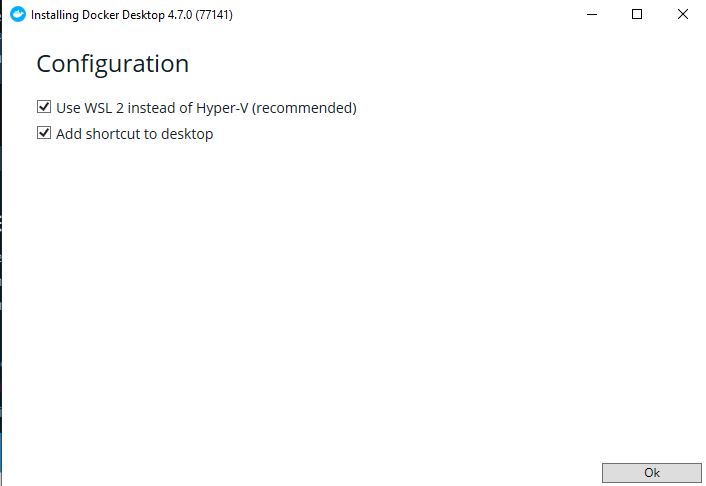 Installing Docker Desktop 4.7.0 (77141)
Configuration
Use WSL 2 instead of Hyper-V (recommended)
Add shortcut to desktop
Ok